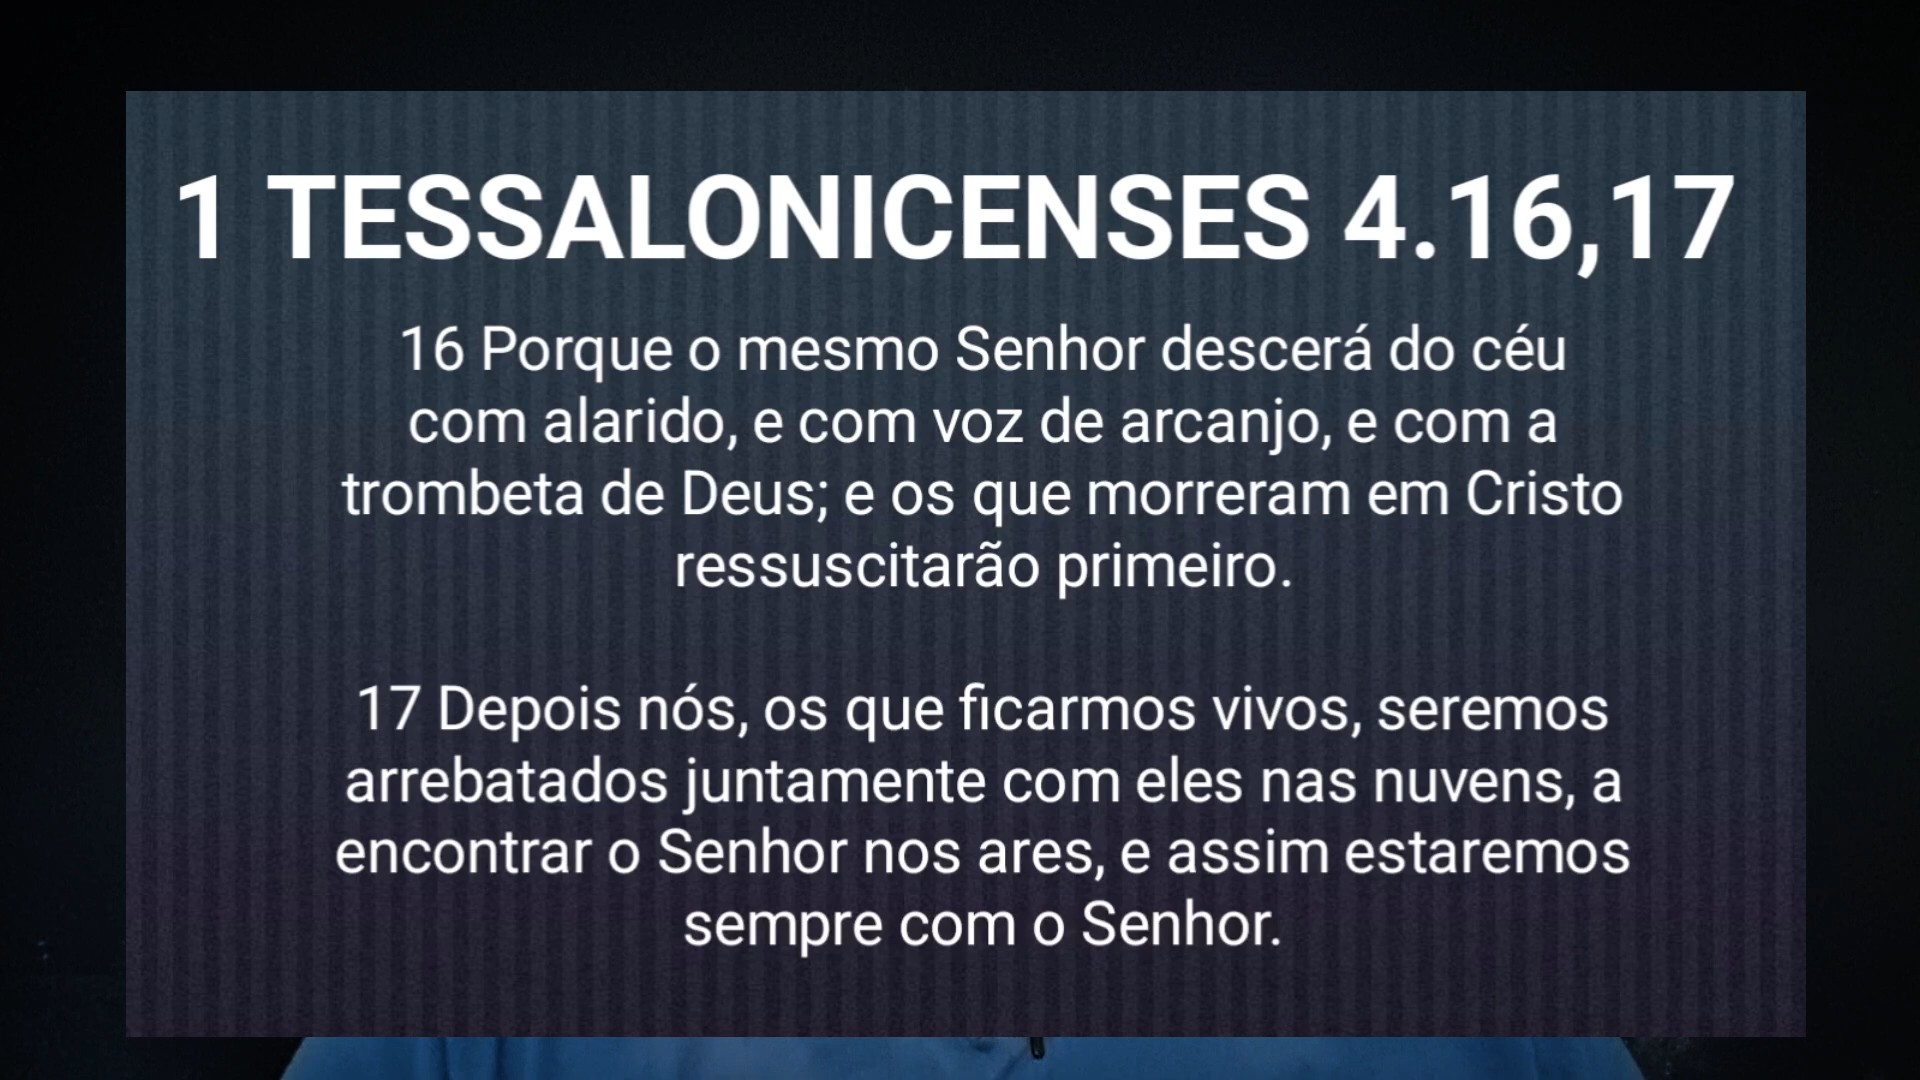 1 TESSALONICENSES 4.16,17
16 Porque o mesmo Senhor descerá do céu
com alarido, e com voz de arcanjo, e com a
trombeta de Deus; e os que morreram em Cristo
ressuscitarão primeiro.
17 Depois nós, os que ficarmos vivos, seremos
arrebatados juntamente com eles nas nuvens, a
encontrar o Senhor nos ares, e assim estaremos
sempre com o Senhor.